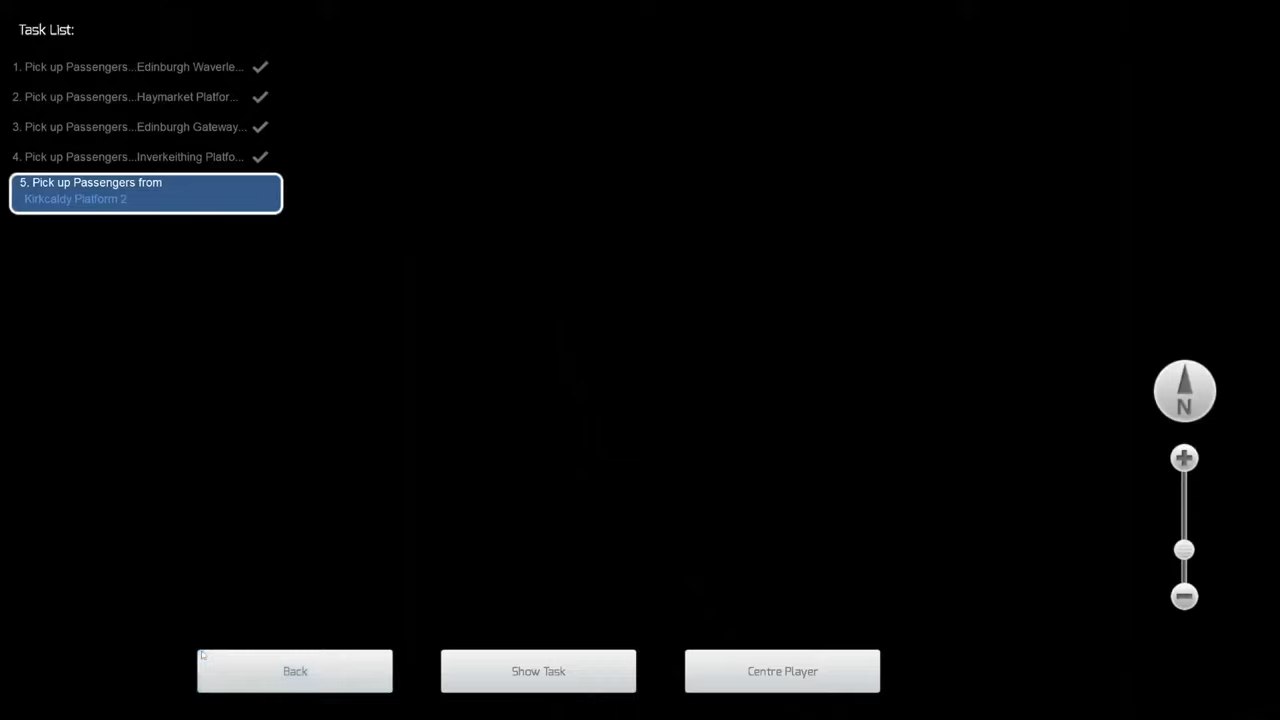 Task List:
1. Pick up Passengers...Edinburgh Waverle...
2. Pick up Passengers...Haymarket Platfor...
3. Pick up Passengers...Edinburgh Gateway...
4. Pick up Passengers...Inverkeithing Platfo...
5. Pick up Passengers from
Kirkcaldy Platform 2
N
Back
Show Task
Centre Player